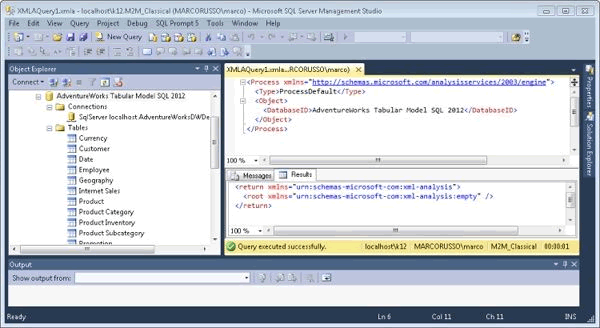 XMLAQuery1.xmla - localhost\k12.M2M_Classical (MARCORUSSO\marco) - Microsoft SQL Server Management Studio
File Edit View Query Project Debug SQL Prompt 5 Tools Window Community Help
New Query
Object Explorer
Connect
AdventureWorks Tabular Model SQL 2012
Connections
SqlServer localhost AdventureWorksDWDe
Tables
Currency
Customer
Date
Employee
Geography
Internet Sales
Product
Product Category
Product Inventory
Product Subcategory
Promotion
XMLAQuery1.xmla...RCORUSSO\marco)
<Process xmlns="http://schemas.microsoft.com/analysisservices/2003/engine">
<Type>ProcessDefault</Type>
<Object>
<DatabaseID>AdventureWorks Tabular Model SQL 2012</DatabaseID>
</Object>
</Process>
100 %
Messages Results
<return xmlns="urn:schemas-microsoft-com:xml-analysis">
<root xmlns="urn:schemas-microsoft-com:xml-analysis:empty" />
</return>
100 %
Query executed successfully. localhost\k12 MARCORUSSO\marco M2M_Classical 00:00:01
Properties
Solution Explorer
Output
Show output from:
Ready Ln 6 Col 11 Ch 11 INS